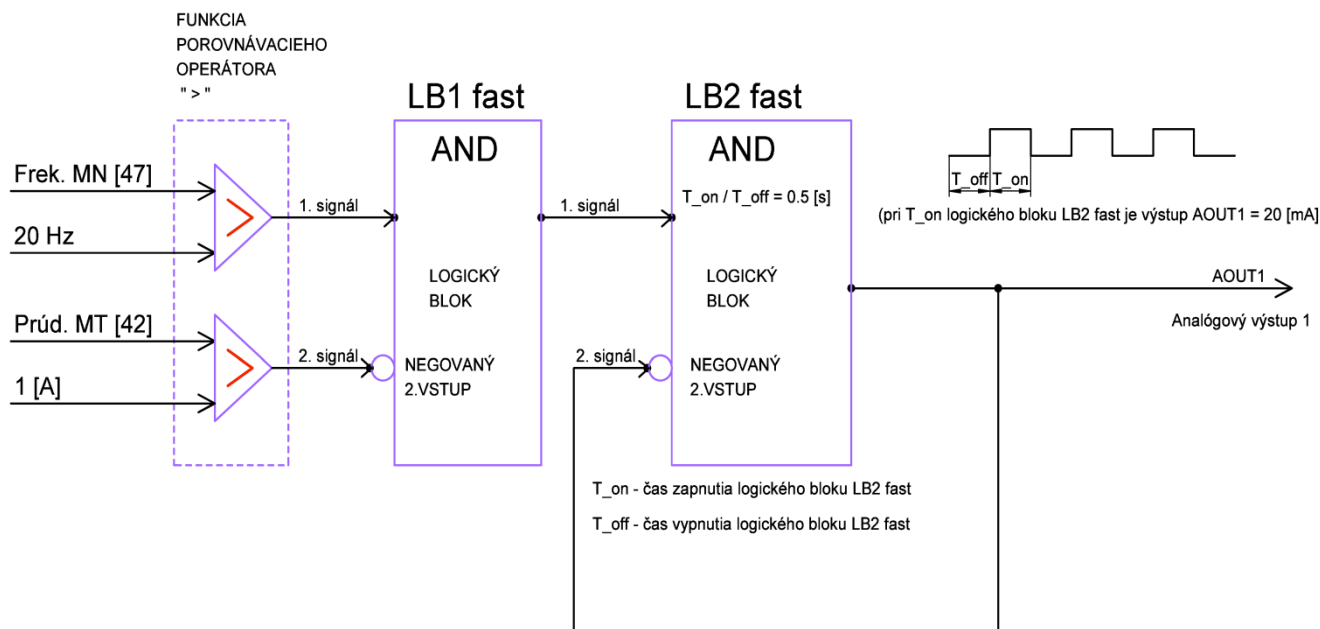 FUNKCIA
POROVNÁVACIEHO
OPERÁTORA
" > "
LB1 fast
LB2 fast
AND
AND
Frek. MN [47]
1. signál
1. signál
T_on / T_off = 0.5 [s]
T_off
T_on
(pri T_on logického bloku LB2 fast je výstup AOUT1 = 20 [mA]
20 Hz
LOGICKÝ
BLOK
LOGICKÝ
BLOK
AOUT1
Analógový výstup 1
Prúd. MT [42]
2. signál
NEGOVANÝ
2.VSTUP
2. signál
NEGOVANÝ
2.VSTUP
1 [A]
T_on - čas zapnutia logického bloku LB2 fast
T_off - čas vypnutia logického bloku LB2 fast